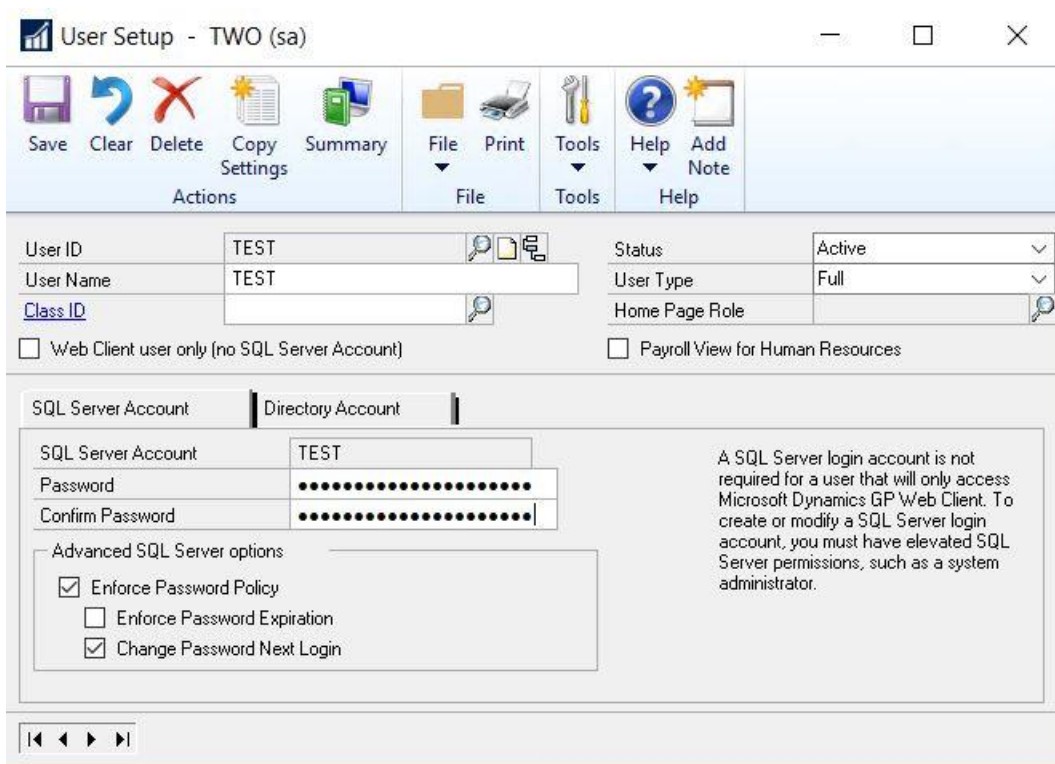 User Setup - TWO (sa)
Save Clear Delete Copy Settings Summary File Print Tools Help Add Note
Actions File Tools Help
User ID TEST Status Active
User Name TEST User Type Full
Class ID Home Page Role
Web Client user only (no SQL Server Account) Payroll View for Human Resources
SQL Server Account Directory Account
SQL Server Account TEST
Password •••••••••••••••••••••
Confirm Password •••••••••••••••••••••
Advanced SQL Server options
Enforce Password Policy
Enforce Password Expiration
Change Password Next Login
A SQL Server login account is not
required for a user that will only access
Microsoft Dynamics GP Web Client. To
create or modify a SQL Server login
account, you must have elevated SQL
Server permissions, such as a system
administrator.